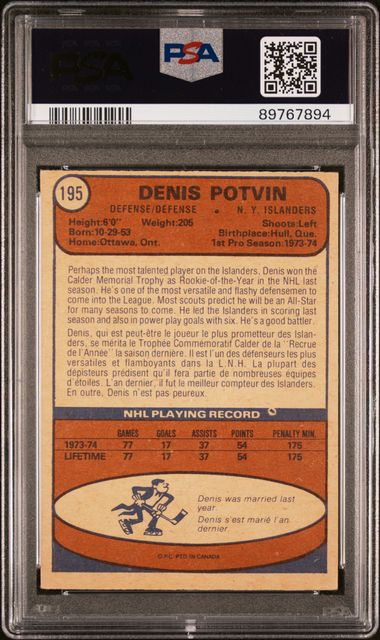 PSA
PSA
89767894
195
DENIS POTVIN
DEFENSE/DEFENSE • N. Y. ISLANDERS
Height:6'0" Weight:205 Shoots:Left
Born:10-29-53 Birthplace:Hull, Que.
Home:Ottawa, Ont. 1st Pro Season:1973-74
Perhaps the most talented player on the Islanders, Denis won the
Calder Memorial Trophy as Rookie-of-the-Year in the NHL last
season. He's one of the most versatile and flashy defensemen to
come into the League. Most scouts predict he will be an All-Star
for many seasons to come. He led the Islanders in scoring last
season and also in power play goals with six. He's a good battler.
Denis, qui est peut-être le joueur le plus prometteur des Islan-
ders, se mérita le Trophée Commémoratif Calder de la "Recrue
de l'Année" la saison dernière. Il est l'un des défenseurs les plus
versatiles et flamboyants dans la L.N.H. La plupart des
dépisteurs prédisent qu'il fera partie de nombreuses équipes
d'étoiles. L'an dernier, il fut le meilleur compteur des Islanders.
En outre, Denis n'est pas peureux.
NHL PLAYING RECORD
GAMES GOALS ASSISTS POINTS PENALTY MIN.
1973-74 77 17 37 54 175
LIFETIME 77 17 37 54 175
Denis was married last
year.
Denis s'est marié l'an
dernier.
O.P.C. PTD IN CANADA